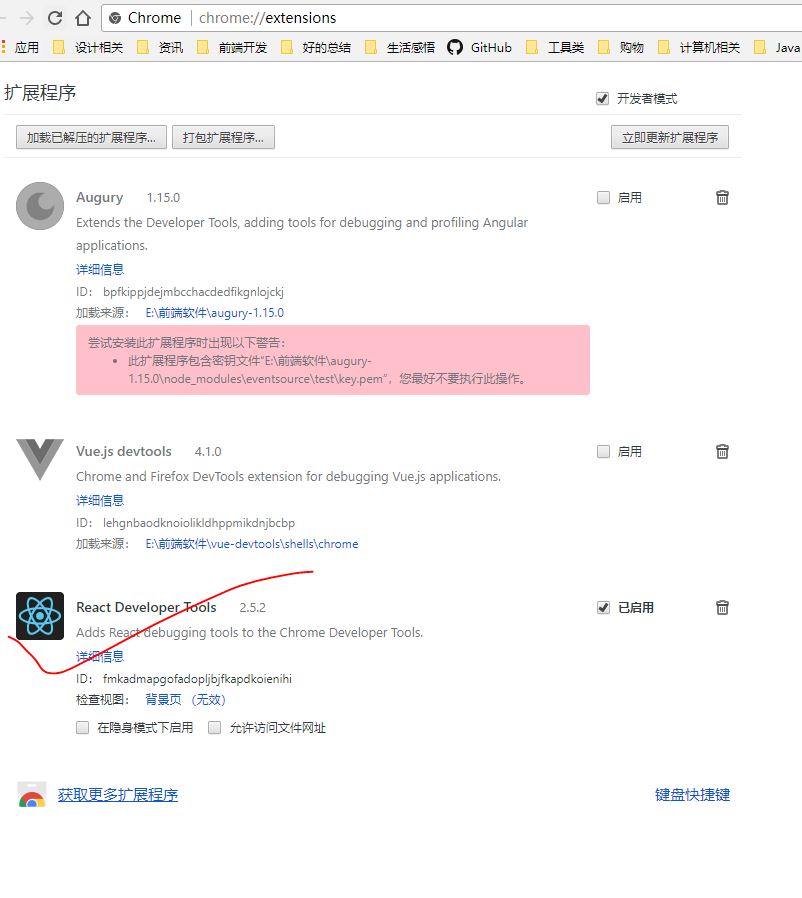 Chrome chrome://extensions
应用 设计相关 资讯 前端开发 好的总结 生活感悟 GitHub 工具类 购物 计算机相关 Java
扩展程序
开发者模式
加载已解压的扩展程序... 打包扩展程序... 立即更新扩展程序
Augury 1.15.0 启用
Extends the Developer Tools, adding tools for debugging and profiling Angular
applications.
详细信息
ID: bpfkippjdejmbcchacdedfikgnlojckj
加载来源: E:\前端软件\augury-1.15.0
尝试安装此扩展程序时出现以下警告:
• 此扩展程序包含密钥文件“E:\前端软件\augury-
1.15.0\node_modules\eventsource\test\key.pem”，您最好不要执行此操作。
Vue.js devtools 4.1.0 启用
Chrome and Firefox DevTools extension for debugging Vue.js applications.
详细信息
ID: lehgnbaodknoiolikldhppmikdnjbcbp
加载来源: E:\前端软件\vue-devtools\shells\chrome
React Developer Tools 2.5.2 已启用
Adds React debugging tools to the Chrome Developer Tools.
详细信息
ID: fmkadmapgofadopljbjfkapdkoienihi
检查视图: 背景页 (无效)
在隐身模式下启用 允许访问文件网址
获取更多扩展程序 键盘快捷键